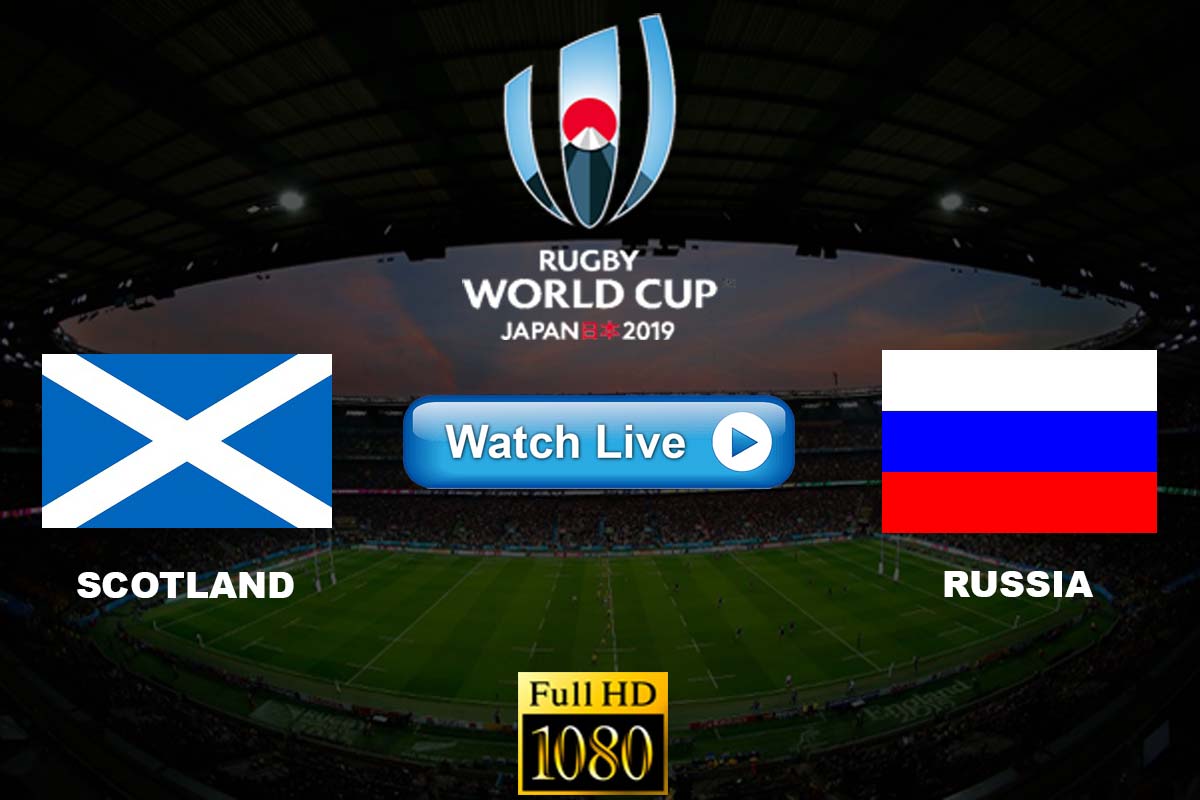 RUGBY
WORLD CUP
JAPAN日本2019
Watch Live
SCOTLAND
RUSSIA
Full HD
1080
England